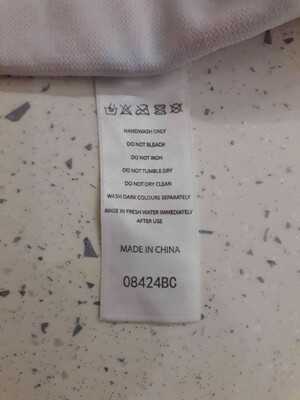 HANDWASH ONLY
DO NOT BLEACH
DO NOT IRON
DO NOT TUMBLE DRY
DO NOT DRY CLEAN
WASH DARK COLOURS SEPARATELY
RINSE IN FRESH WATER IMMEDIATELY
AFTER USE
MADE IN CHINA
08424BC